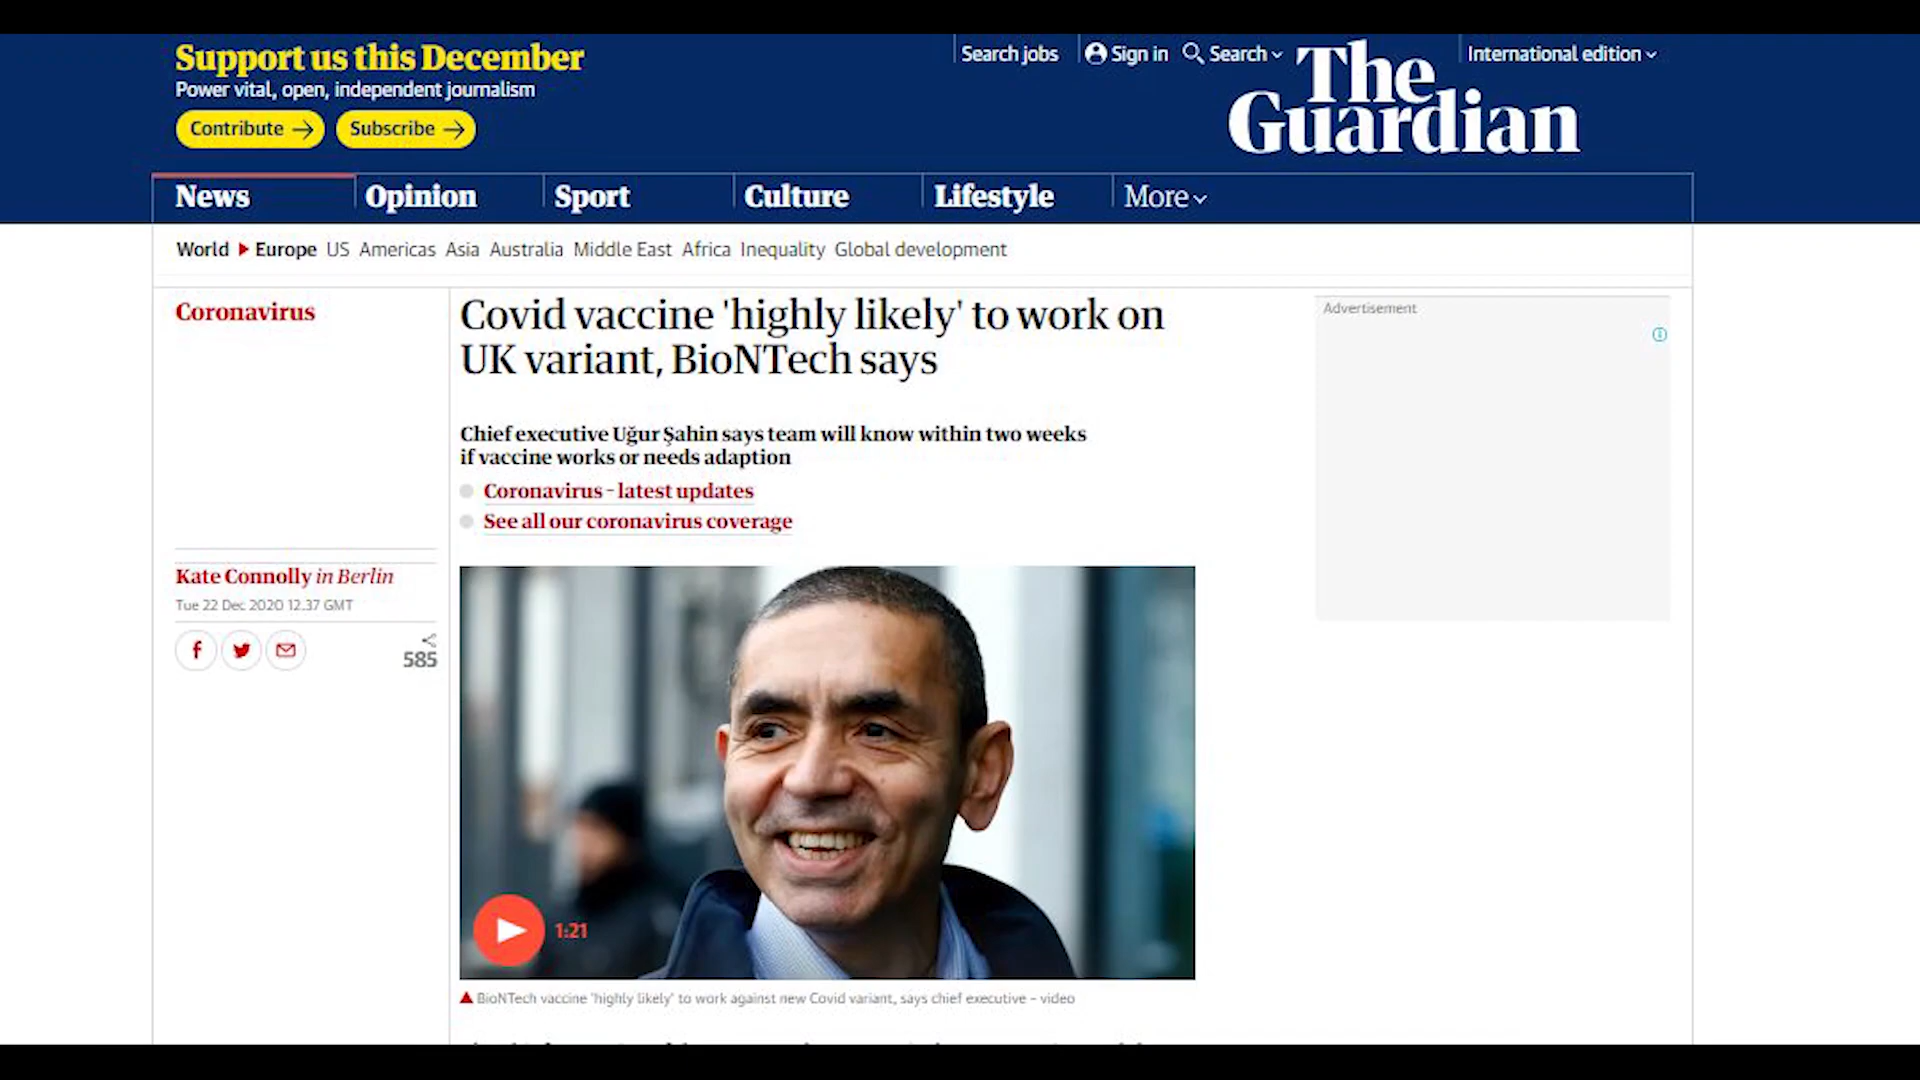 Support us this December
Power vital, open, independent journalism
Contribute
Subscribe
Search jobs
Sign in
Search
International edition
The
Guardian
News
Opinion
Sport
Culture
Lifestyle
More
World Europe US Americas Asia Australia Middle East Africa Inequality Global development
Coronavirus
Covid vaccine 'highly likely' to work on
UK variant, BioNTech says
Advertisement
Chief executive Uğur Şahin says team will know within two weeks
if vaccine works or needs adaption
Coronavirus – latest updates
See all our coronavirus coverage
Kate Connolly in Berlin
Tue 22 Dec 2020 12.37 GMT
585
1:21
BioNTech vaccine 'highly likely' to work against new Covid variant, says chief executive – video